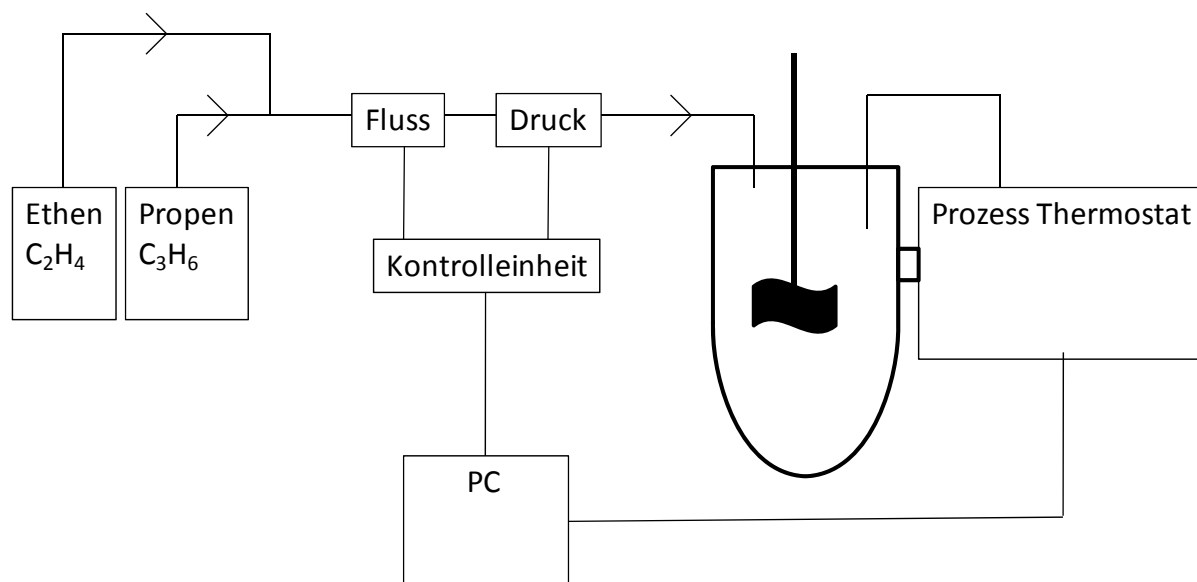 Fluss
Druck
Ethen
C₂H₄
Propen
C₃H₆
Prozess Thermostat
Kontrolleinheit
PC